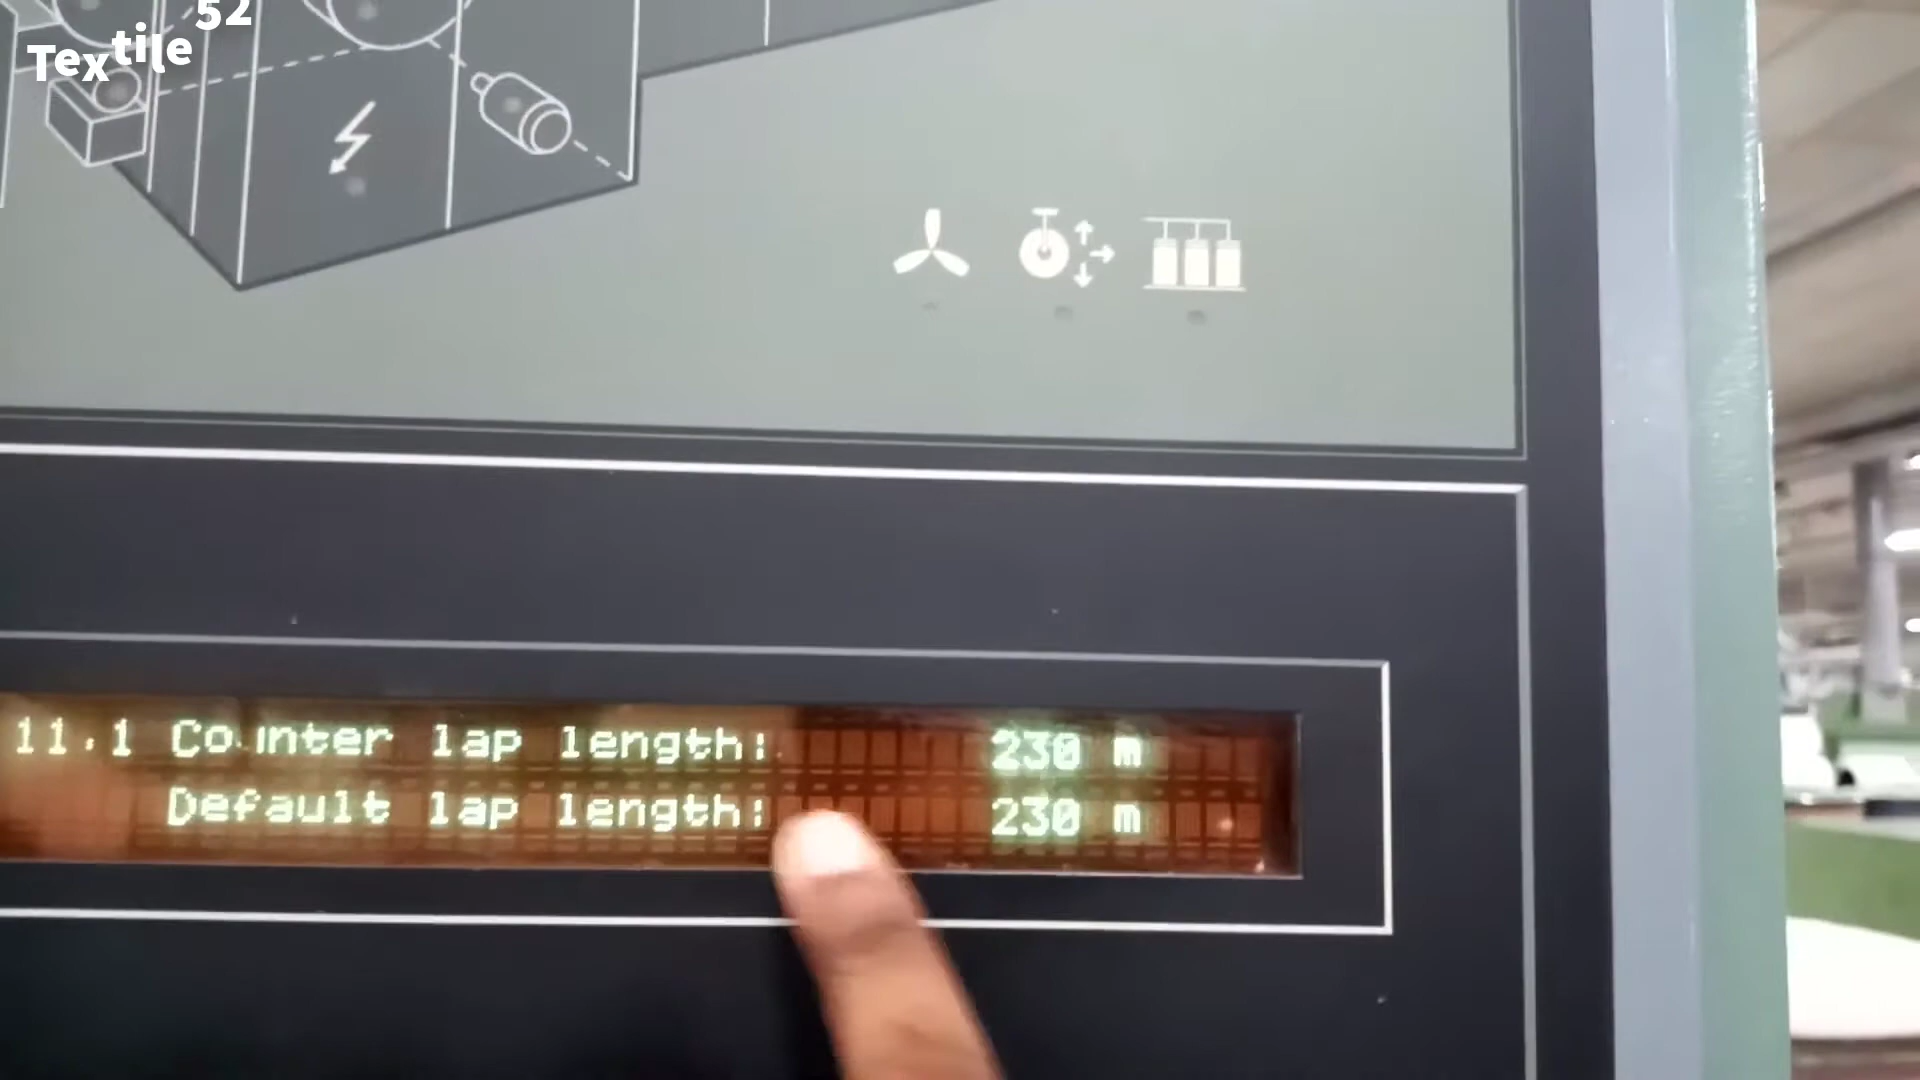 Textile 52
11.1 Counter lap length: 230 m
Default lap length: 230 m